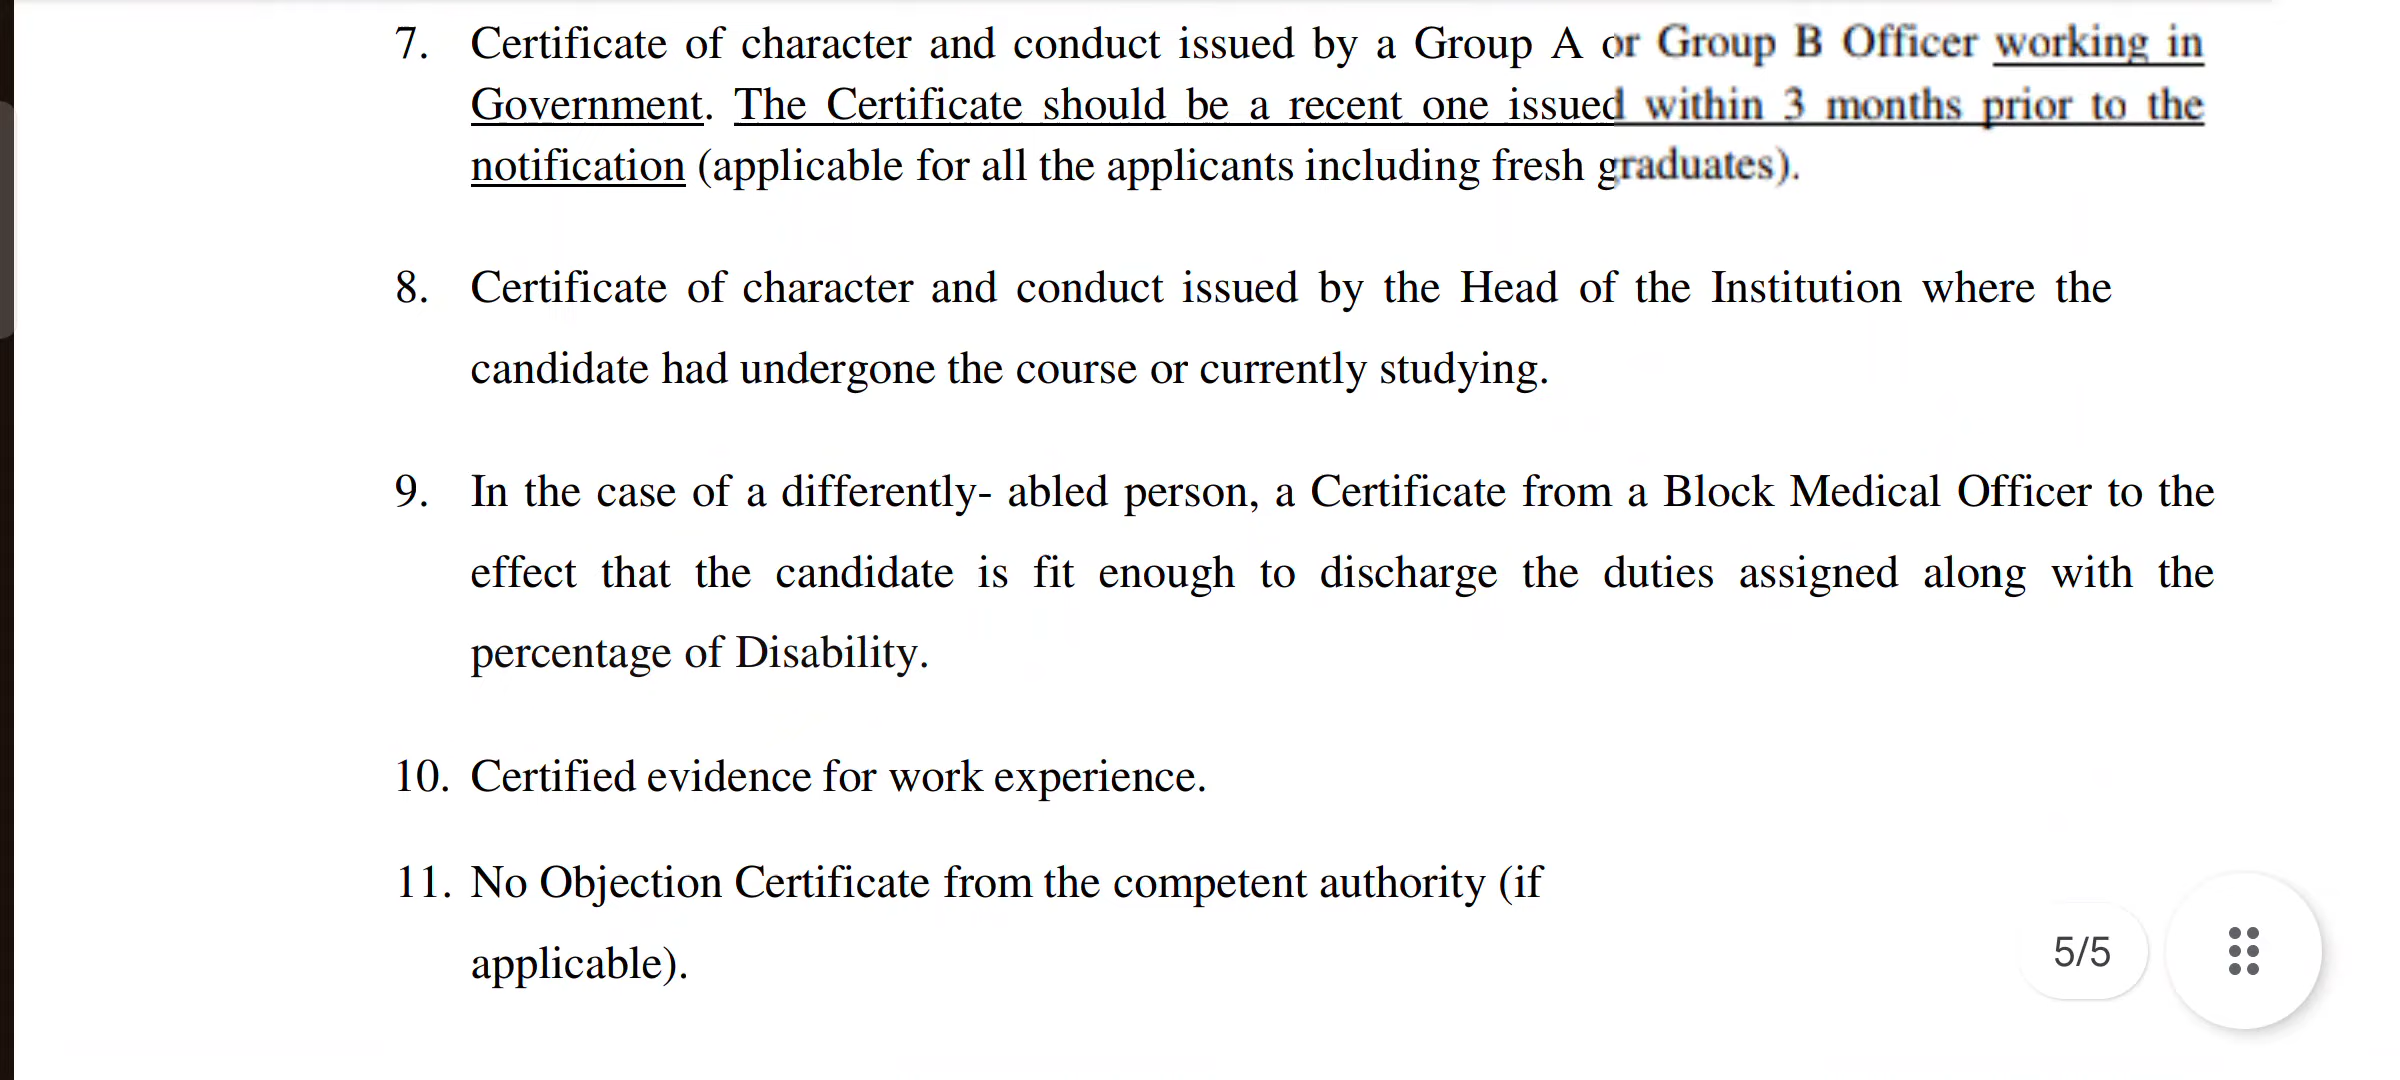 7. Certificate of character and conduct issued by a Group A or Group B Officer working in
Government. The Certificate should be a recent one issued within 3 months prior to the
notification (applicable for all the applicants including fresh graduates).
8. Certificate of character and conduct issued by the Head of the Institution where the
candidate had undergone the course or currently studying.
9. In the case of a differently- abled person, a Certificate from a Block Medical Officer to the
effect that the candidate is fit enough to discharge the duties assigned along with the
percentage of Disability.
10. Certified evidence for work experience.
11. No Objection Certificate from the competent authority (if
applicable).
5/5